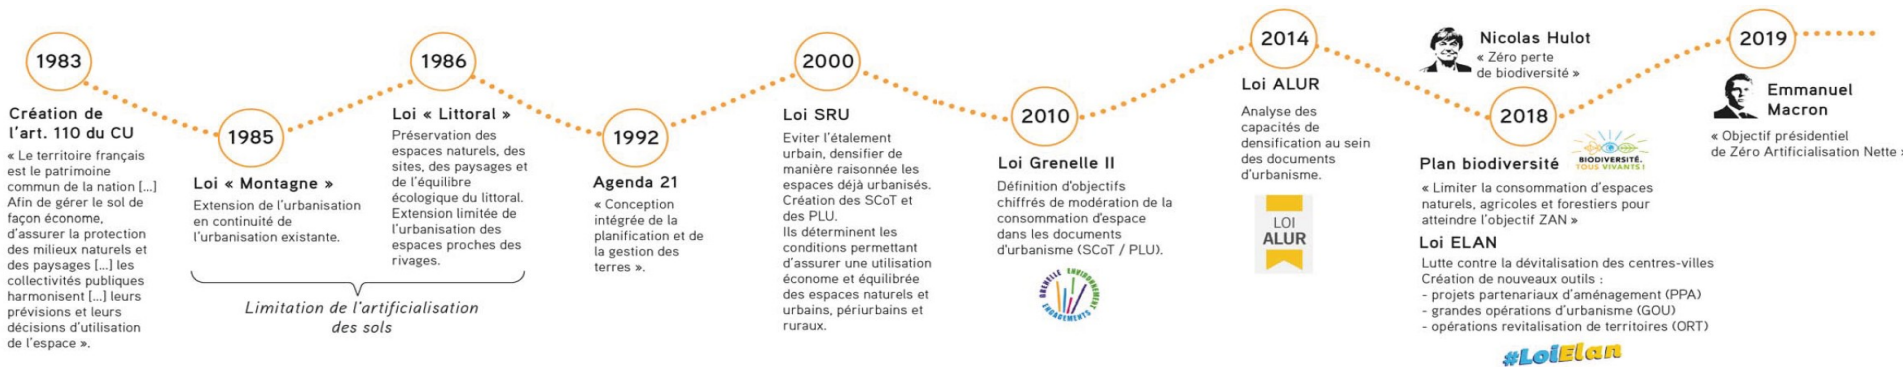 1983
Création de
l'art. 110 du CU
« Le territoire français
est le patrimoine
commun de la nation [...]
Afin de gérer le sol de
façon économe,
d'assurer la protection
des milieux naturels et
des paysages [...] les
collectivités publiques
harmonisent [...] leurs
prévisions et leurs
décisions d'utilisation
de l'espace ».
1985
Loi « Montagne »
Extension de l'urbanisation
en continuité de
l'urbanisation existante.
1986
Loi « Littoral »
Préservation des
espaces naturels, des
sites, des paysages et
de l'équilibre
écologique du littoral.
Extension limitée de
l'urbanisation des
espaces proches des
rivages.
Limitation de l'artificialisation
des sols
1992
Agenda 21
« Conception
intégrée de la
planification et de
la gestion des
terres ».
2000
Loi SRU
Eviter l'étalement
urbain, densifier de
manière raisonnée les
espaces déjà urbanisés.
Création des SCoT et
des PLU.
Ils déterminent les
conditions permettant
d'assurer une utilisation
économe et équilibrée
des espaces naturels et
urbains, périurbains et
ruraux.
2010
Loi Grenelle II
Définition d'objectifs
chiffrés de modération de la
consommation d'espace
dans les documents
d'urbanisme (SCoT / PLU).
GRENELLE ENVIRONNEMENT
ENGAGEMENTS
2014
Loi ALUR
Analyse des
capacités de
densification au sein
des documents
d'urbanisme.
LOI
ALUR
Nicolas Hulot
« Zéro perte
de biodiversité »
2018
Plan biodiversité
BIODIVERSITÉ.
TOUS VIVANTS !
« Limiter la consommation d'espaces
naturels, agricoles et forestiers pour
atteindre l'objectif ZAN »
Loi ELAN
Lutte contre la dévitalisation des centres-villes
Création de nouveaux outils :
- projets partenariaux d'aménagement (PPA)
- grandes opérations d'urbanisme (GOU)
- opérations revitalisation de territoires (ORT)
#LoiElan
2019
Emmanuel
Macron
« Objectif présidentiel
de Zéro Artificialisation Nette »